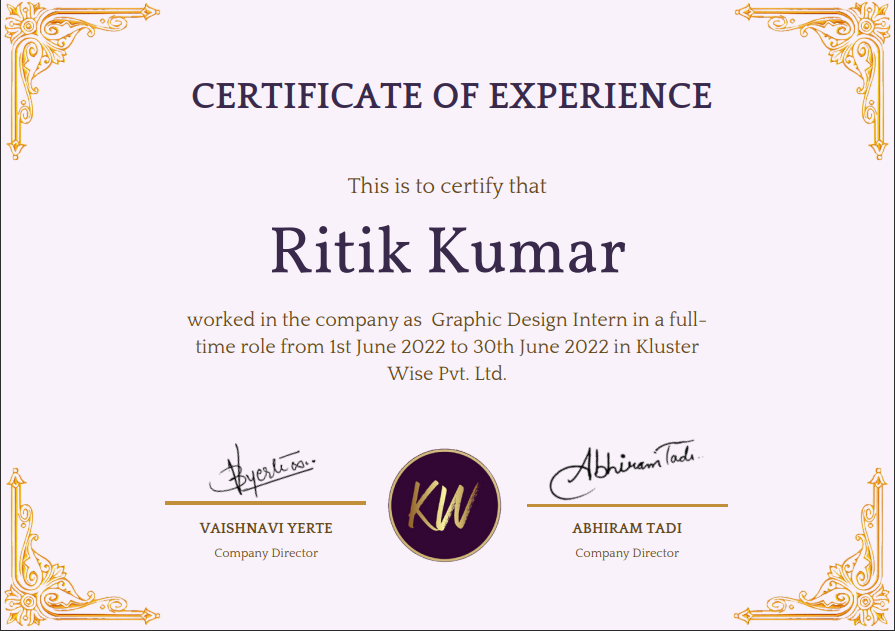 CERTIFICATE OF EXPERIENCE
This is to certify that
Ritik Kumar
worked in the company as  Graphic Design Intern in a full-
time role from 1st June 2022 to 30th June 2022 in Kluster
Wise Pvt. Ltd.
Abhiram Tadi..
KW
VAISHNAVI YERTE
ABHIRAM TADI
Company Director
Company Director